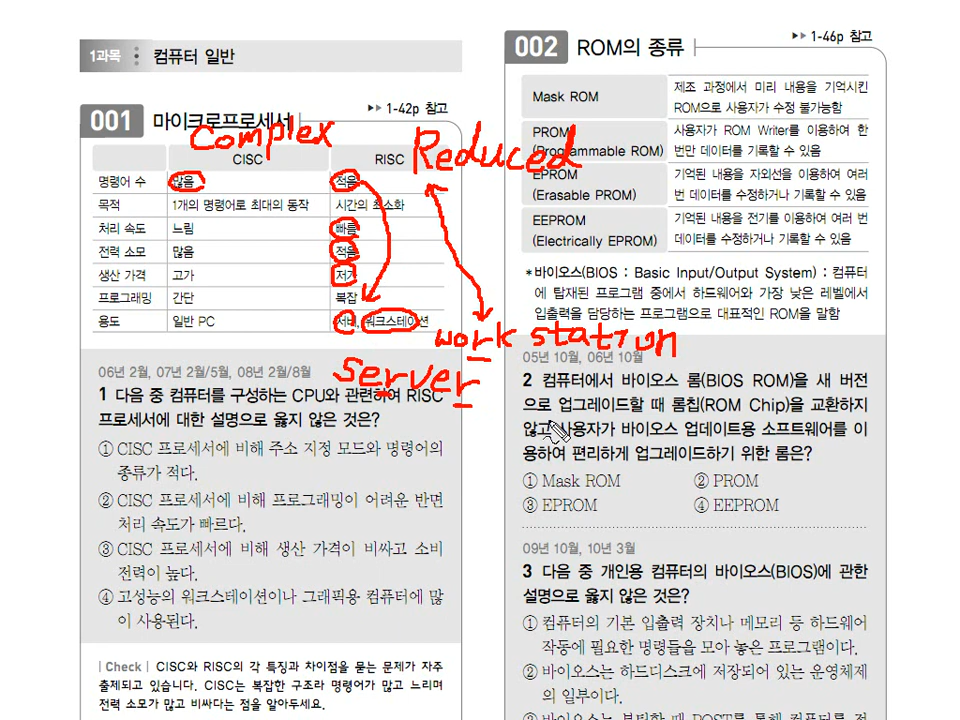 1과목 컴퓨터 일반
001 마이크로프로세서 ▶▶ 1-42p 참고
Complex
Reduced
CISC RISC
명령어 수 많음 적음
목적 1개의 명령어로 최대의 동작 시간의 최소화
처리 속도 느림 빠름
전력 소모 많음 적음
생산 가격 고가 저가
프로그래밍 간단 복잡
용도 일반 PC 서버, 워크스테이션
work station
server
06년 2월, 07년 2월/5월, 08년 2월/8월
1 다음 중 컴퓨터를 구성하는 CPU와 관련하여 RISC
프로세서에 대한 설명으로 옳지 않은 것은?
① CISC 프로세서에 비해 주소 지정 모드와 명령어의
종류가 적다.
② CISC 프로세서에 비해 프로그래밍이 어려운 반면
처리 속도가 빠르다.
③ CISC 프로세서에 비해 생산 가격이 비싸고 소비
전력이 높다.
④ 고성능의 워크스테이션이나 그래픽용 컴퓨터에 많
이 사용된다.
| Check | CISC와 RISC의 각 특징과 차이점을 묻는 문제가 자주
출제되고 있습니다. CISC는 복잡한 구조라 명령어가 많고 느리며
전력 소모가 많고 비싸다는 점을 알아두세요.
002 ROM의 종류 ▶▶ 1-46p 참고
Mask ROM 제조 과정에서 미리 내용을 기억시킨
ROM으로 사용자가 수정 불가능함
PROM 사용자가 ROM Writer를 이용하여 한
(Programmable ROM) 번만 데이터를 기록할 수 있음
EPROM 기억된 내용을 자외선을 이용하여 여러
(Erasable PROM) 번 데이터를 수정하거나 기록할 수 있음
EEPROM 기억된 내용을 전기를 이용하여 여러 번
(Electrically EPROM) 데이터를 수정하거나 기록할 수 있음
*바이오스(BIOS : Basic Input/Output System) : 컴퓨터
에 탑재된 프로그램 중에서 하드웨어와 가장 낮은 레벨에서
입출력을 담당하는 프로그램으로 대표적인 ROM을 말함
05년 10월, 06년 10월
2 컴퓨터에서 바이오스 롬(BIOS ROM)을 새 버전
으로 업그레이드할 때 롬칩(ROM Chip)을 교환하지
않고 사용자가 바이오스 업데이트용 소프트웨어를 이
용하여 편리하게 업그레이드하기 위한 롬은?
① Mask ROM ② PROM
③ EPROM ④ EEPROM
09년 10월, 10년 3월
3 다음 중 개인용 컴퓨터의 바이오스(BIOS)에 관한
설명으로 옳지 않은 것은?
① 컴퓨터의 기본 입출력 장치나 메모리 등 하드웨어
작동에 필요한 명령들을 모아 놓은 프로그램이다.
② 바이오스는 하드디스크에 저장되어 있는 운영체제
의 일부이다.
③ 바이오스는 부팅할 때 POST를 통해 컴퓨터를 점